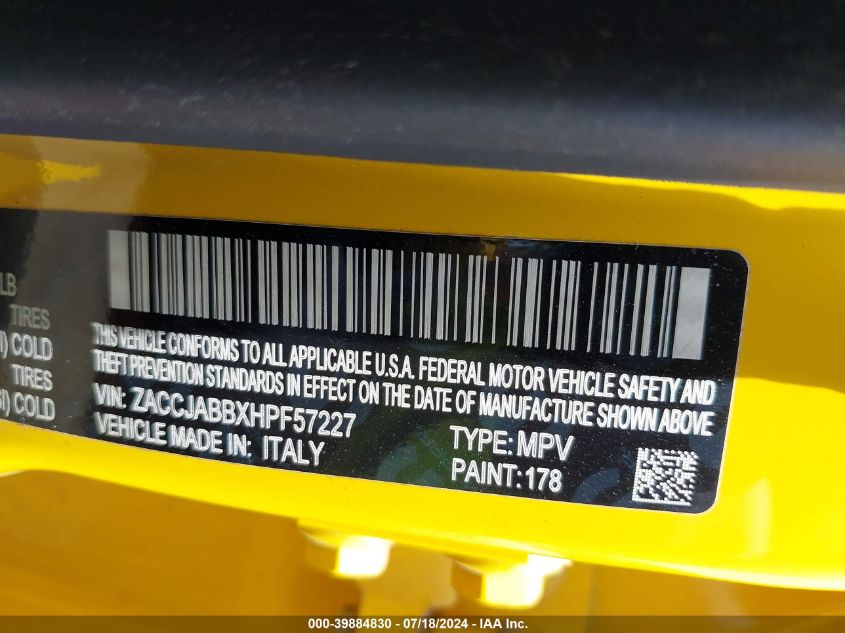 LB
TIRES
I) COLD
TIRES
SI) COLD
THIS VEHICLE CONFORMS TO ALL APPLICABLE U.S.A. FEDERAL MOTOR VEHICLE SAFETY AND
THEFT PREVENTION STANDARDS IN EFFECT ON THE DATE OF MANUFACTURE SHOWN ABOVE
VIN: ZACCJABBXHPF57227
TYPE: MPV
VEHICLE MADE IN: ITALY
PAINT: 178
000-39884830 - 07/18/2024 - IAA Inc.